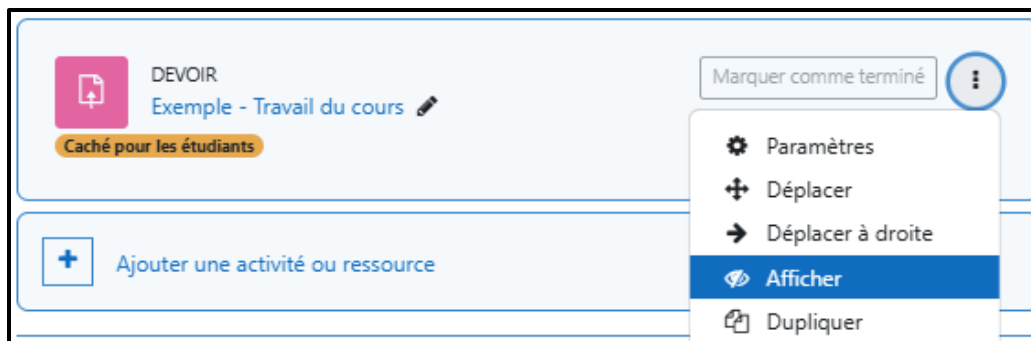 DEVOIR
Exemple - Travail du cours
Caché pour les étudiants
Marquer comme terminé
Paramètres
Déplacer
Déplacer à droite
Afficher
Dupliquer
Ajouter une activité ou ressource